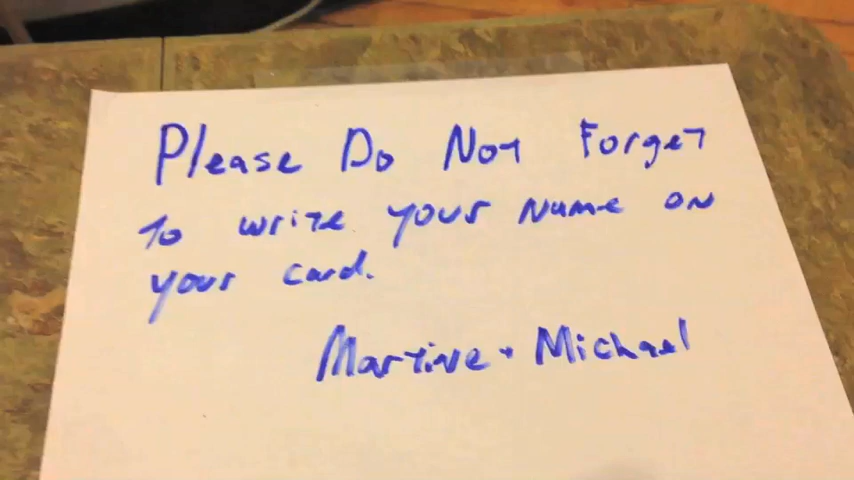 Please Do Not Forget
To write your name on
your card.
Martine + Michael